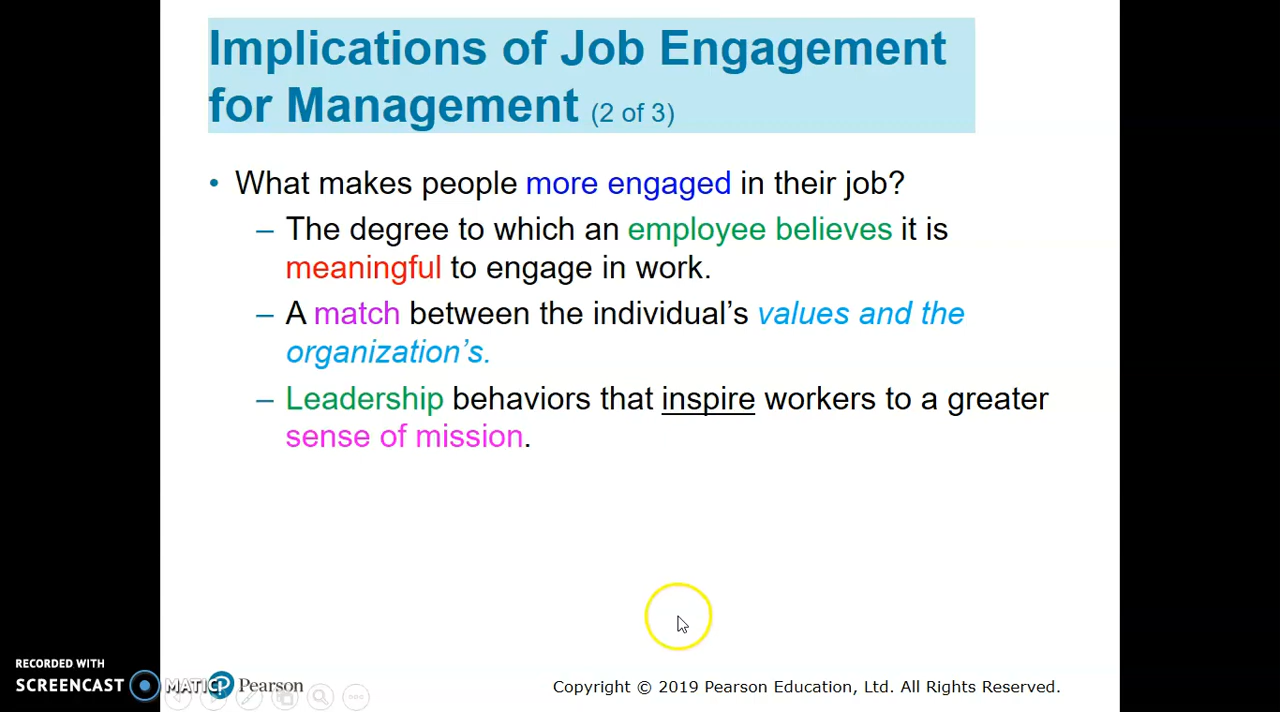 Implications of Job Engagement
for Management (2 of 3)
• What makes people more engaged in their job?
– The degree to which an employee believes it is
meaningful to engage in work.
– A match between the individual’s values and the
organization’s.
– Leadership behaviors that inspire workers to a greater
sense of mission.
RECORDED WITH
SCREENCAST MATIC
P Pearson
Copyright © 2019 Pearson Education, Ltd. All Rights Reserved.